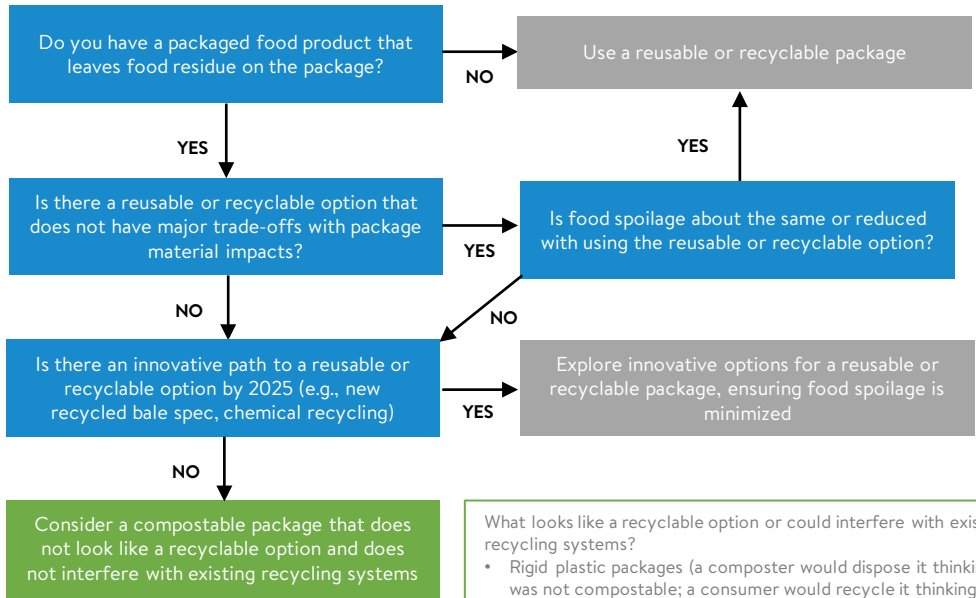 Do you have a packaged food product that
leaves food residue on the package?
NO
Use a reusable or recyclable package
YES
YES
Is there a reusable or recyclable option that
does not have major trade-offs with package
material impacts?
YES
Is food spoilage about the same or reduced
with using the reusable or recyclable option?
NO
NO
Is there an innovative path to a reusable or
recyclable option by 2025 (e.g., new
recycled bale spec, chemical recycling)
YES
Explore innovative options for a reusable or
recyclable package, ensuring food spoilage is
minimized
NO
Consider a compostable package that does
not look like a recyclable option and does
not interfere with existing recycling systems
What looks like a recyclable option or could interfere with
recycling systems?
• Rigid plastic packages (a composter would dispose it
was not compostable; a consumer would recycle it thinking